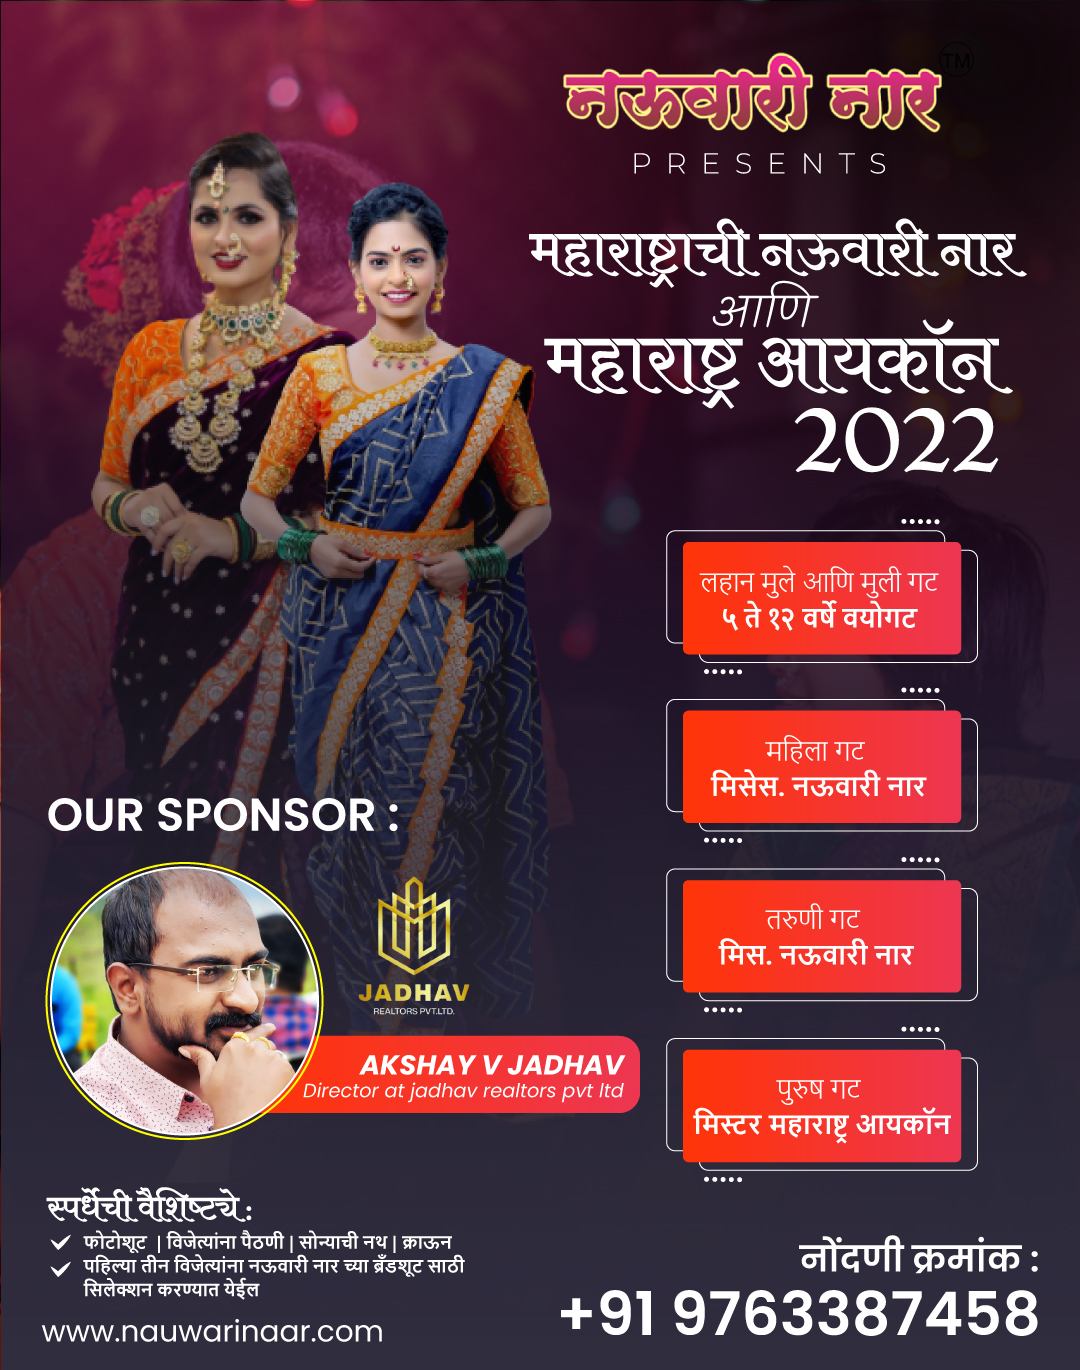 नऊवारी नार TM
PRESENTS
महाराष्ट्राची नऊवारी नार
आणि
महाराष्ट्र आयकॉन
2022
लहान मुले आणि मुली गट
५ ते १२ वर्षे वयोगट
महिला गट
मिसेस. नऊवारी नार
तरुणी गट
मिस. नऊवारी नार
पुरुष गट
मिस्टर महाराष्ट्र आयकॉन
OUR SPONSOR :
JADHAV
REALTORS PVT.LTD.
AKSHAY V JADHAV
Director at jadhav realtors pvt ltd
स्पर्धेची वैशिष्ट्ये :
फोटोशूट | विजेत्यांना पैठणी | सोन्याची नथ | क्राऊन
पहिल्या तीन विजेत्यांना नऊवारी नार च्या ब्रँडशूट साठी
सिलेक्शन करण्यात येईल
www.nauwarinaar.com
नोंदणी क्रमांक :
+91 9763387458